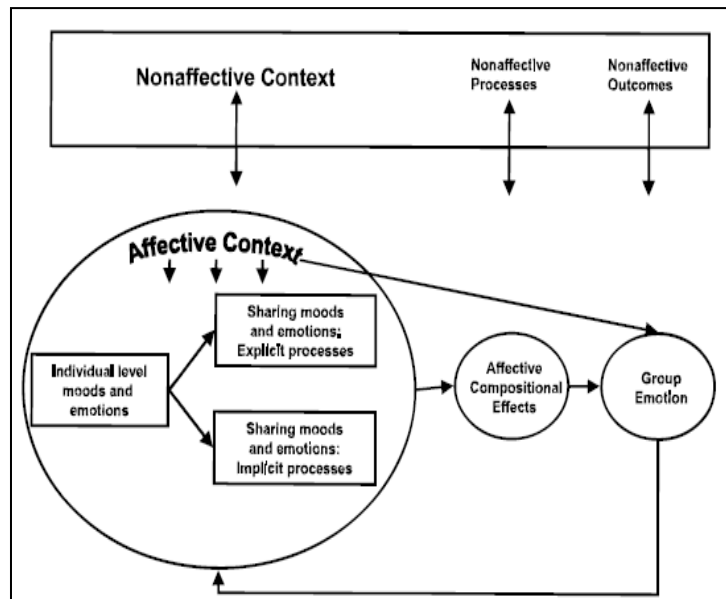 Nonaffective Context
Nonaffective
Processes
Nonaffective
Outcomes
Affective Context
Sharing moods
and emotions:
Explicit processes
Individual level
moods and
emotions
Sharing moods
and emotions:
Implicit processes
Affective
Compositional
Effects
Group
Emotion